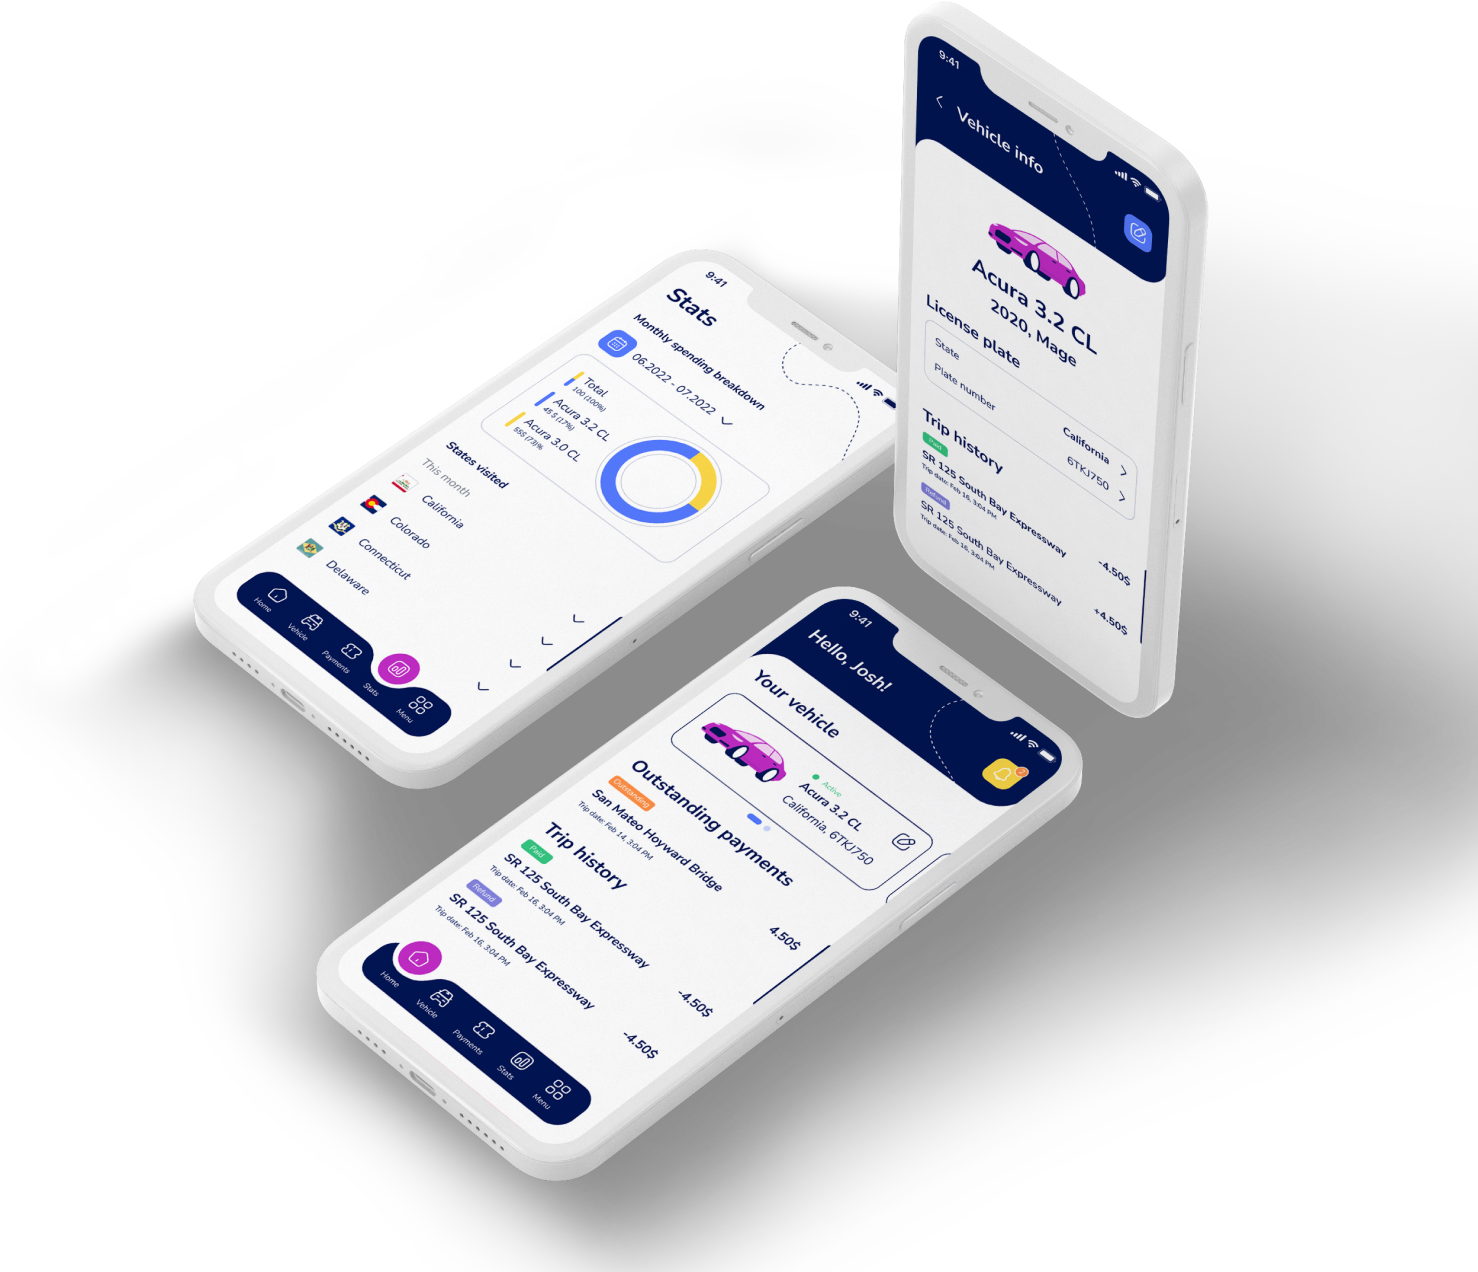 9:41
Stats
Monthly spending breakdown
06.2022 - 07.2022
Total
100 (100%)
Acura 3.2 CL
45 $ (17%)
Acura 3.0 CL
55$ (73)%
States visited
This month
California
Colorado
Connecticut
Delaware
Home
Vehicle
Payments
Stats
Menu
9:41
Vehicle info
Acura 3.2 CL
2020, Mage
License plate
State
California
Plate number
6TKJ750
Trip history
Paid
SR 125 South Bay Expressway
Trip date: Feb 16, 3:04 PM
-4.50$
Refund
SR 125 South Bay Expressway
Trip date: Feb 16, 3:04 PM
+4.50$
9:41
Hello, Josh!
Your vehicle
Active
Acura 3.2 CL
California, 6TKJ750
Outstanding payments
Outstanding
San Mateo Hoyward Bridge
Trip date: Feb 14, 3:04 PM
4.50$
Trip history
Paid
SR 125 South Bay Expressway
Trip date: Feb 16, 3:04 PM
-4.50$
Refund
SR 125 South Bay Expressway
Trip date: Feb 16, 3:04 PM
-4.50$
Home
Vehicle
Payments
Stats
Menu